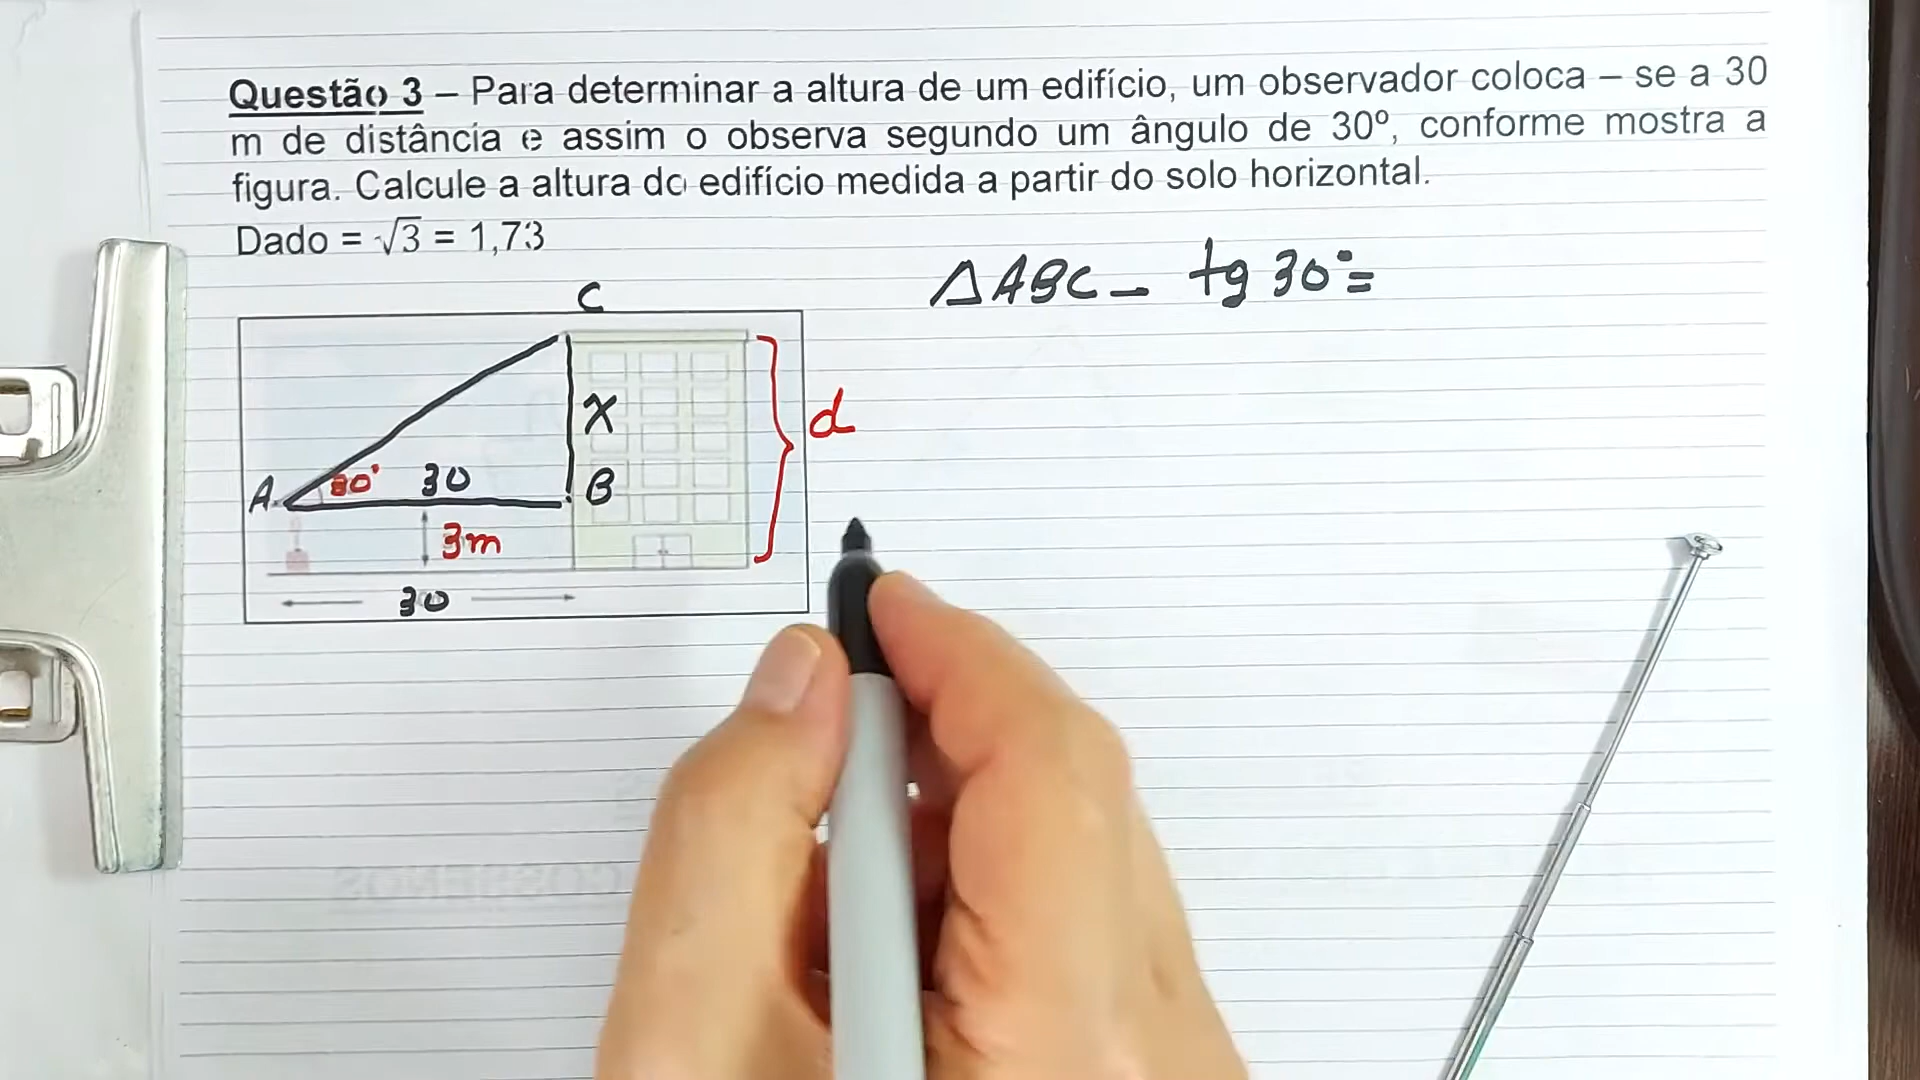 Questão 3 – Para determinar a altura de um edifício, um observador coloca – se a 30
m de distância e assim o observa segundo um ângulo de 30º, conforme mostra a
figura. Calcule a altura do edifício medida a partir do solo horizontal.
Dado = √3 = 1,73
ΔABC – tg 30° =
C
x
d
A 30° 30 B
3m
30